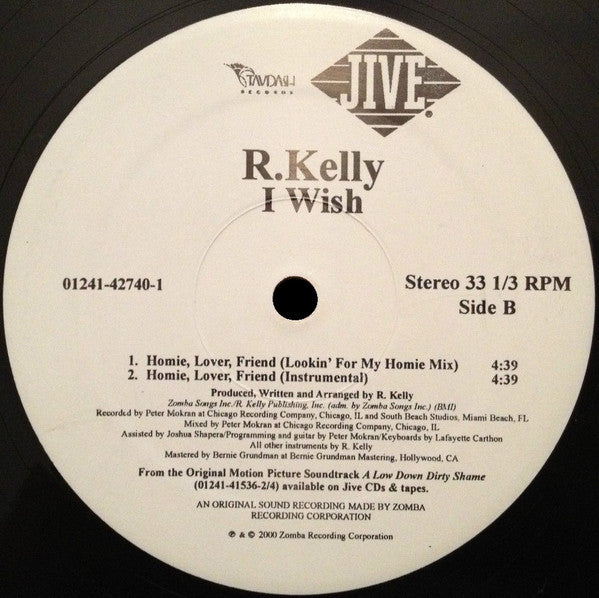 TAVDASH
RECORDS
JIVE
®
R.Kelly
I Wish
01241-42740-1
Stereo 33 1/3 RPM
Side B
1. Homie, Lover, Friend (Lookin' For My Homie Mix) 4:39
2. Homie, Lover, Friend (Instrumental) 4:39
Produced, Written and Arranged by R. Kelly
Zomba Songs Inc./R. Kelly Publishing, Inc. (adm. by Zomba Songs Inc.) (BMI)
Recorded by Peter Mokran at Chicago Recording Company, Chicago, IL and South Beach Studios, Miami Beach, FL
Mixed by Peter Mokran at Chicago Recording Company, Chicago, IL
Assisted by Joshua Shapera/Programming and guitar by Peter Mokran/Keyboards by Lafayette Carthon
All other instruments by R. Kelly
Mastered by Bernie Grundman at Bernie Grundman Mastering, Hollywood, CA
From the Original Motion Picture Soundtrack A Low Down Dirty Shame
(01241-41536-2/4) available on Jive CDs & tapes.
AN ORIGINAL SOUND RECORDING MADE BY ZOMBA
RECORDING CORPORATION
℗ & © 2000 Zomba Recording Corporation